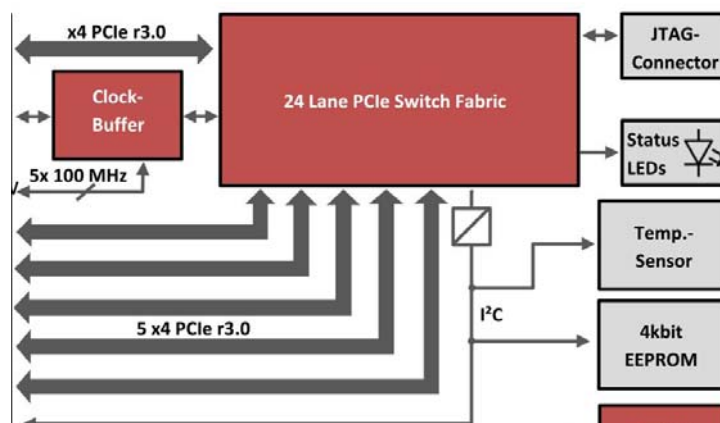 x4 PCIe r3.0
JTAG-
Connector
Clock-
Buffer
24 Lane PCIe Switch Fabric
Status
LEDs
5x 100 MHz
Temp.-
Sensor
I²C
5 x4 PCIe r3.0
4kbit
EEPROM